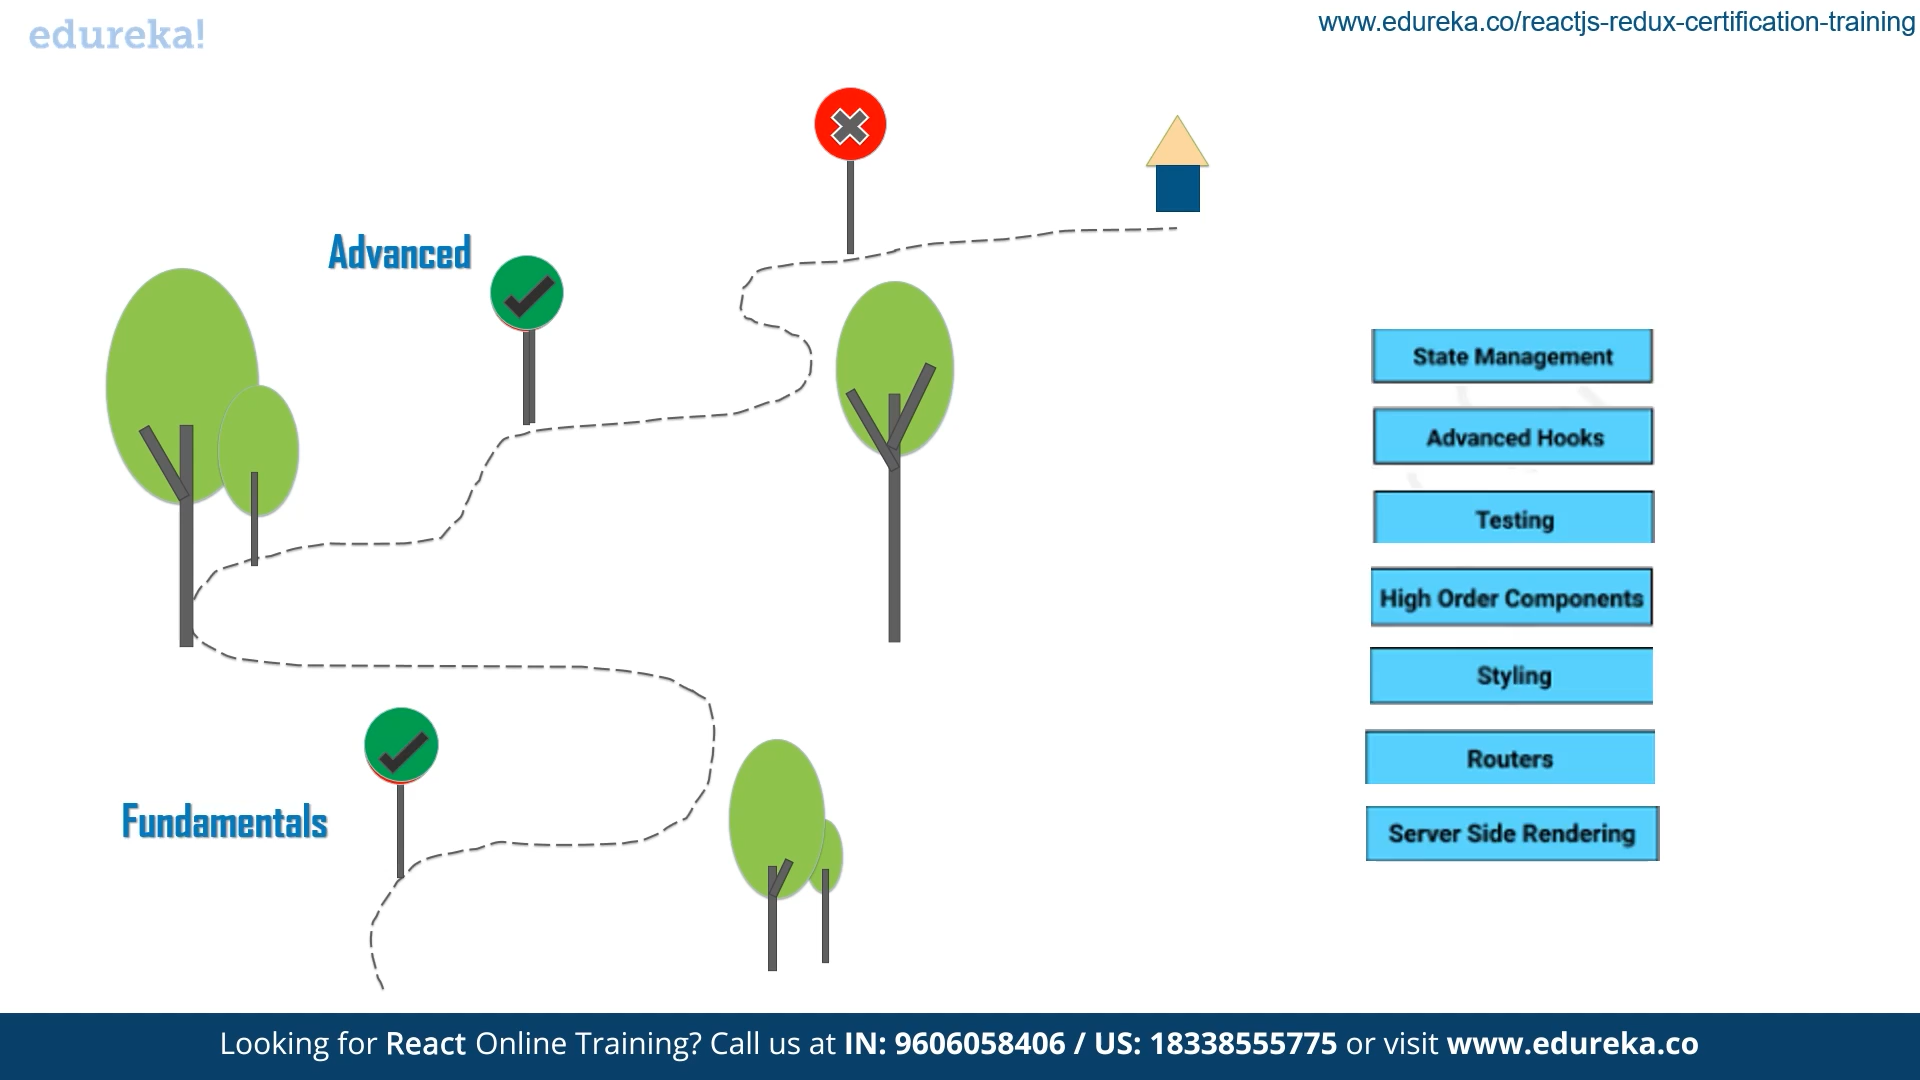 edureka!
www.edureka.co/reactjs-redux-certification-training
Advanced
Fundamentals
State Management
Advanced Hooks
Testing
High Order Components
Styling
Routers
Server Side Rendering
Looking for React Online Training? Call us at IN: 9606058406 / US: 18338555775 or visit www.edureka.co